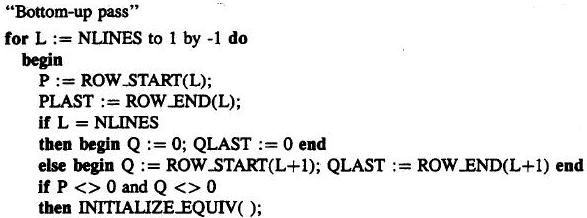 “Bottom-up pass”
for L := NLINES to 1 by -1 do
begin
P := ROW_START(L);
PLAST := ROW_END(L);
if L = NLINES
then begin Q := 0; QLAST := 0 end
else begin Q := ROW_START(L+1); QLAST := ROW_END(L+1) end
if P <> 0 and Q <> 0
then INITIALIZE_EQUIV( );